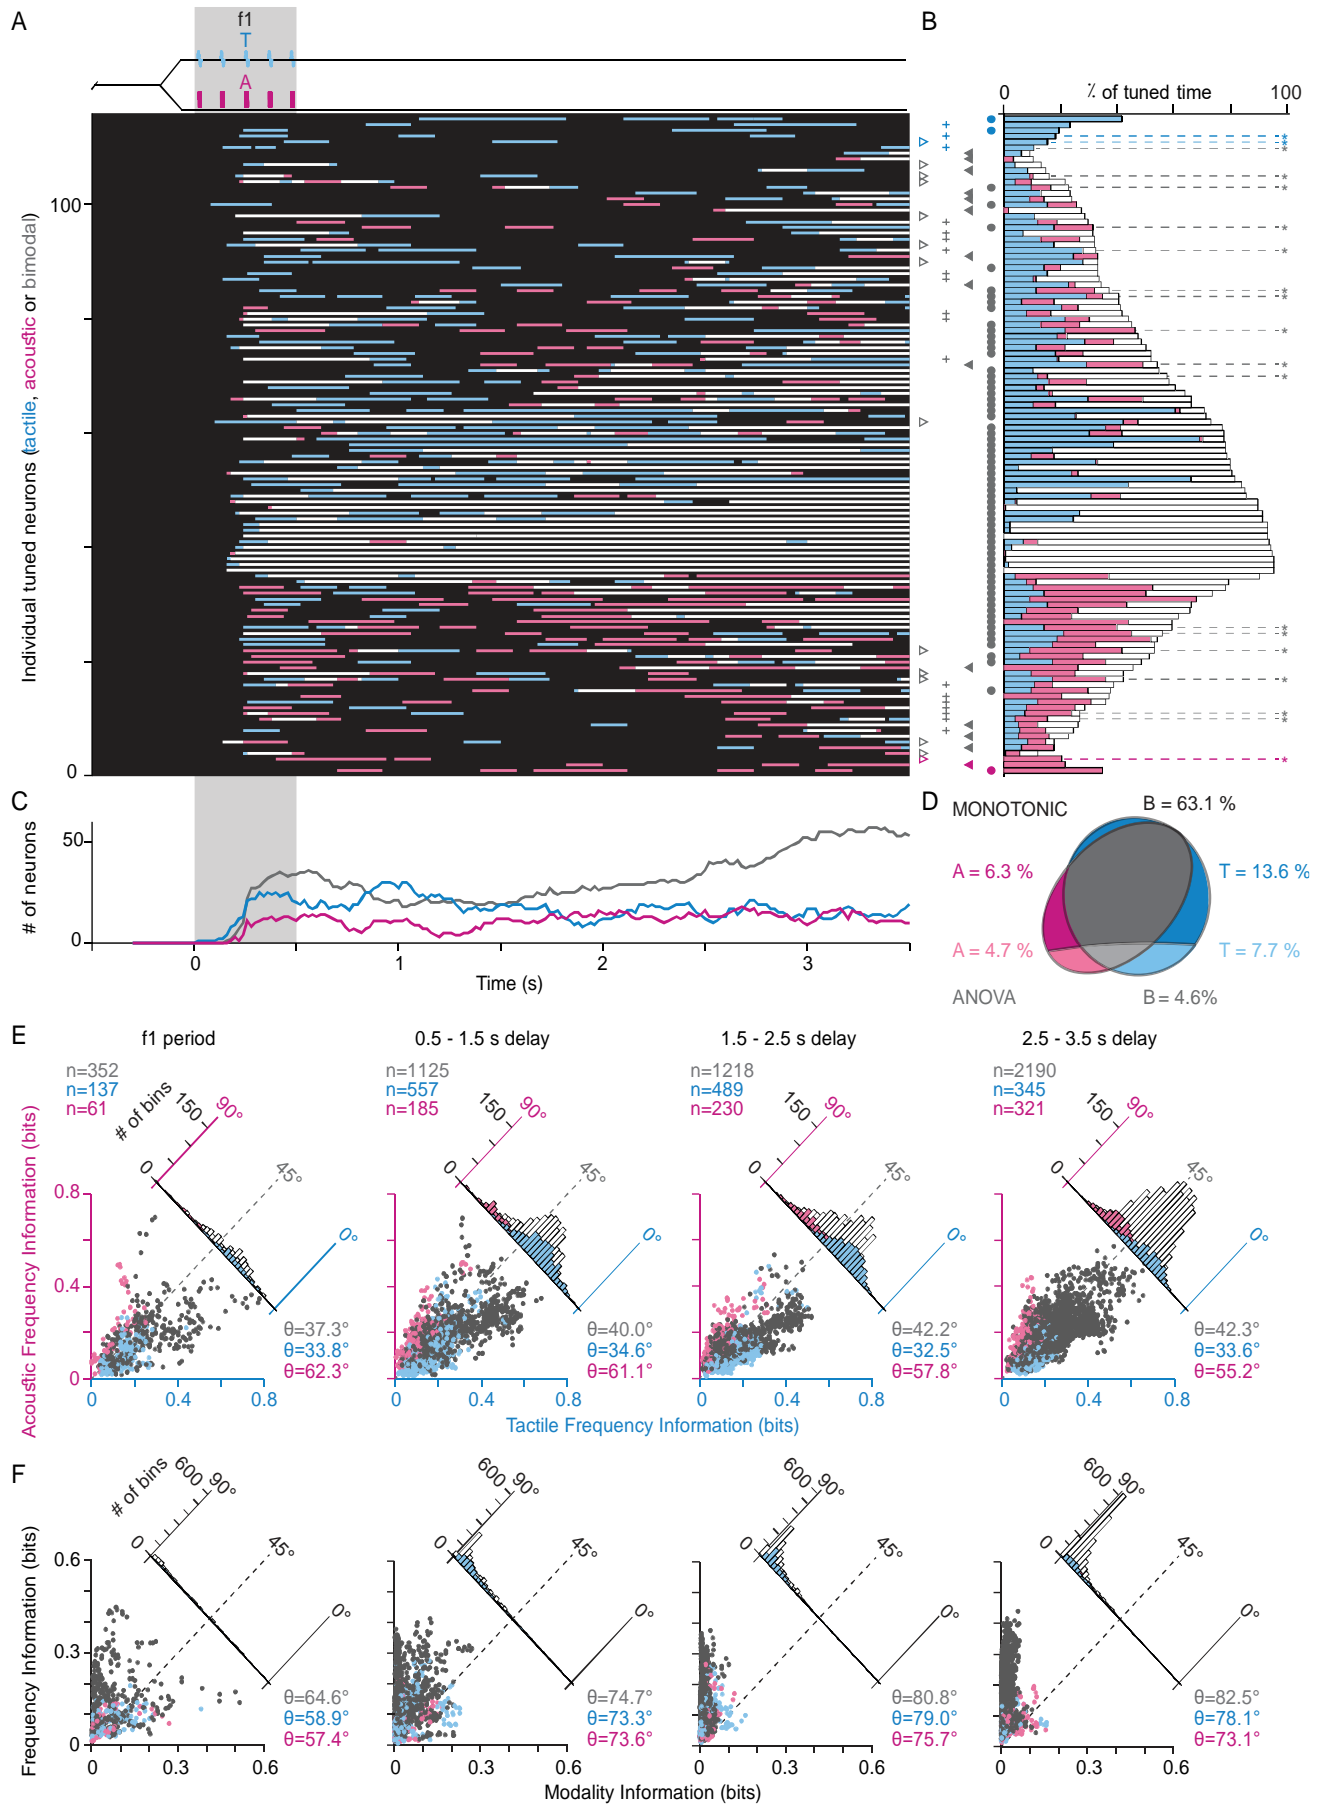 A
f1
T
A
B
0
% of tuned time
100
Individual tuned neurons (tactile, acoustic or bimodal)
100
0
C
# of neurons
50
0
0
1
2
3
Time (s)
D
MONOTONIC
B = 63.1 %
A = 6.3 %
T = 13.6 %
A = 4.7 %
T = 7.7 %
ANOVA
B = 4.6%
E
f1 period
0.5 - 1.5 s delay
1.5 - 2.5 s delay
2.5 - 3.5 s delay
n=352
n=137
n=61
# of bins
0
150
90°
45°
0°
θ=37.3°
θ=33.8°
θ=62.3°
n=1125
n=557
n=185
0
150
90°
45°
0°
θ=40.0°
θ=34.6°
θ=61.1°
n=1218
n=489
n=230
0
150
90°
45°
0°
θ=42.2°
θ=32.5°
θ=57.8°
n=2190
n=345
n=321
0
150
90°
45°
0°
θ=42.3°
θ=33.6°
θ=55.2°
Acoustic Frequency Information (bits)
0.8
0.4
0
0 0.4 0.8
0 0.4 0.8
0 0.4 0.8
0 0.4 0.8
Tactile Frequency Information (bits)
F
# of bins
0
600
90°
45°
0°
θ=64.6°
θ=58.9°
θ=57.4°
0
600
90°
45°
0°
θ=74.7°
θ=73.3°
θ=73.6°
0
600
90°
45°
0°
θ=80.8°
θ=79.0°
θ=75.7°
0
600
90°
45°
0°
θ=82.5°
θ=78.1°
θ=73.1°
Frequency Information (bits)
0.6
0.3
0
0 0.3 0.6
0 0.3 0.6
0 0.3 0.6
0 0.3 0.6
Modality Information (bits)